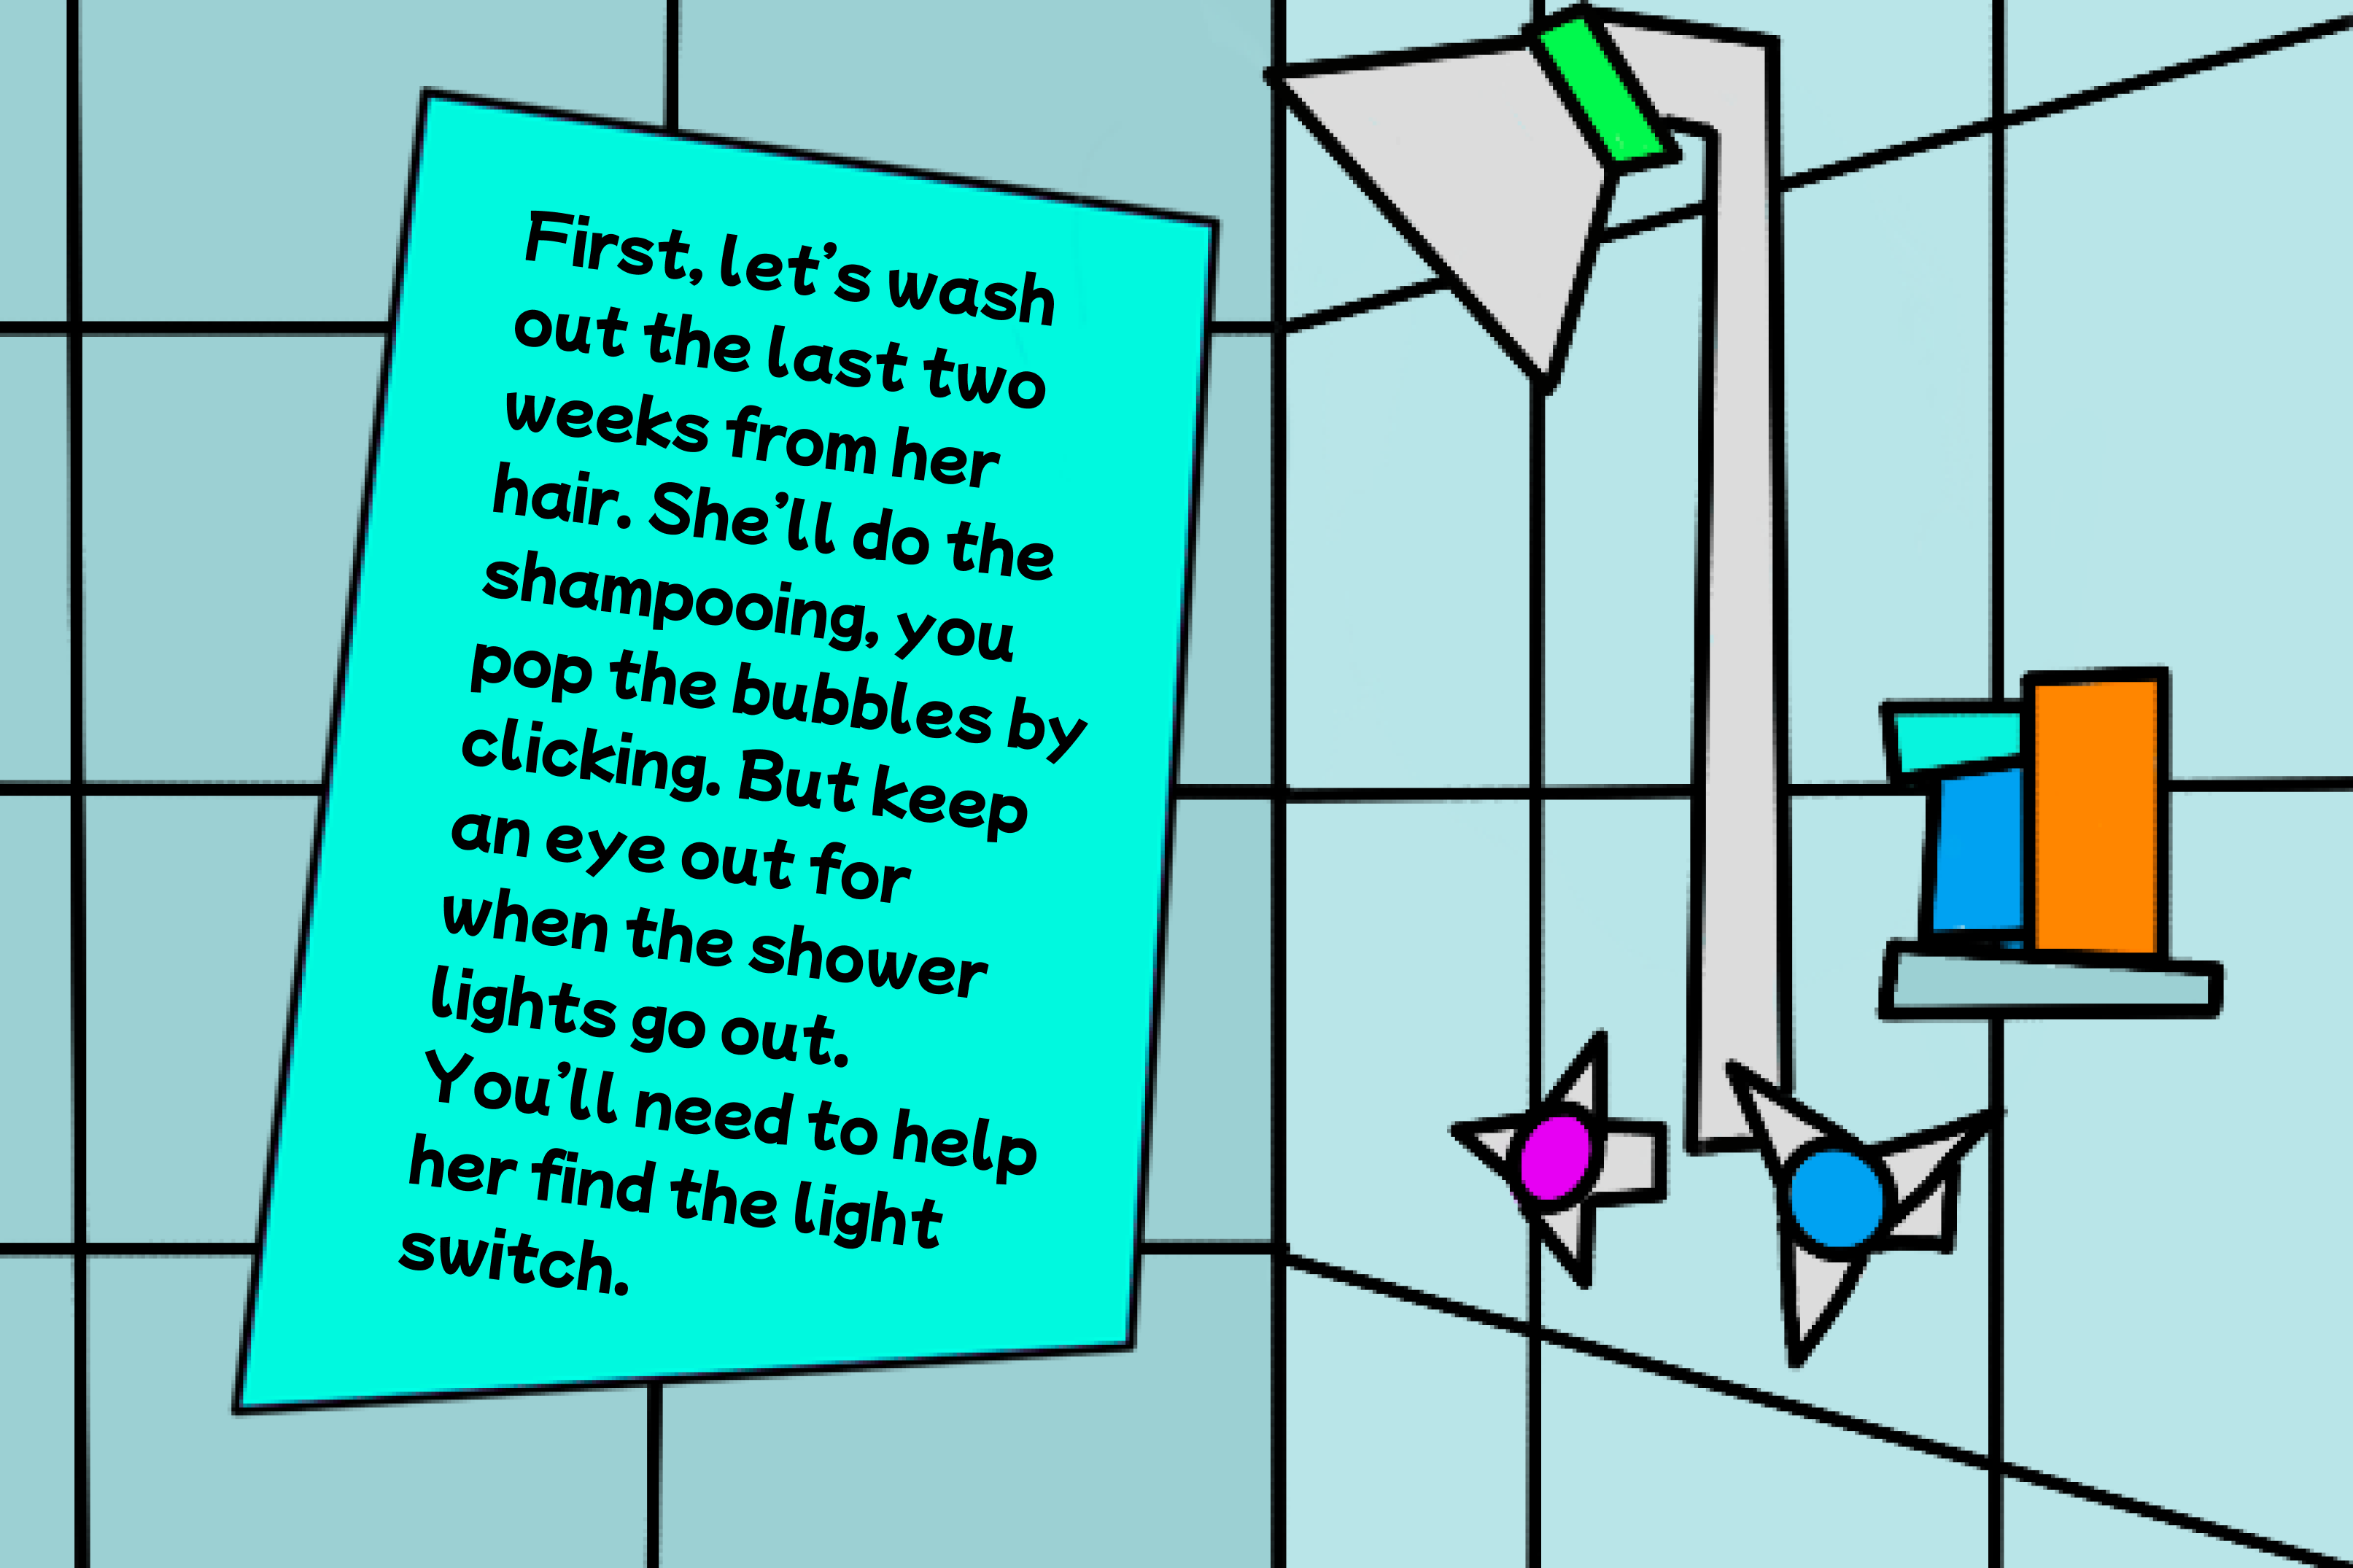 First, let’s wash
out the last two
weeks from her
hair. She’ll do the
shampooing, you
pop the bubbles by
clicking. But keep
an eye out for
when the shower
lights go out.
You’ll need to help
her find the light
switch.